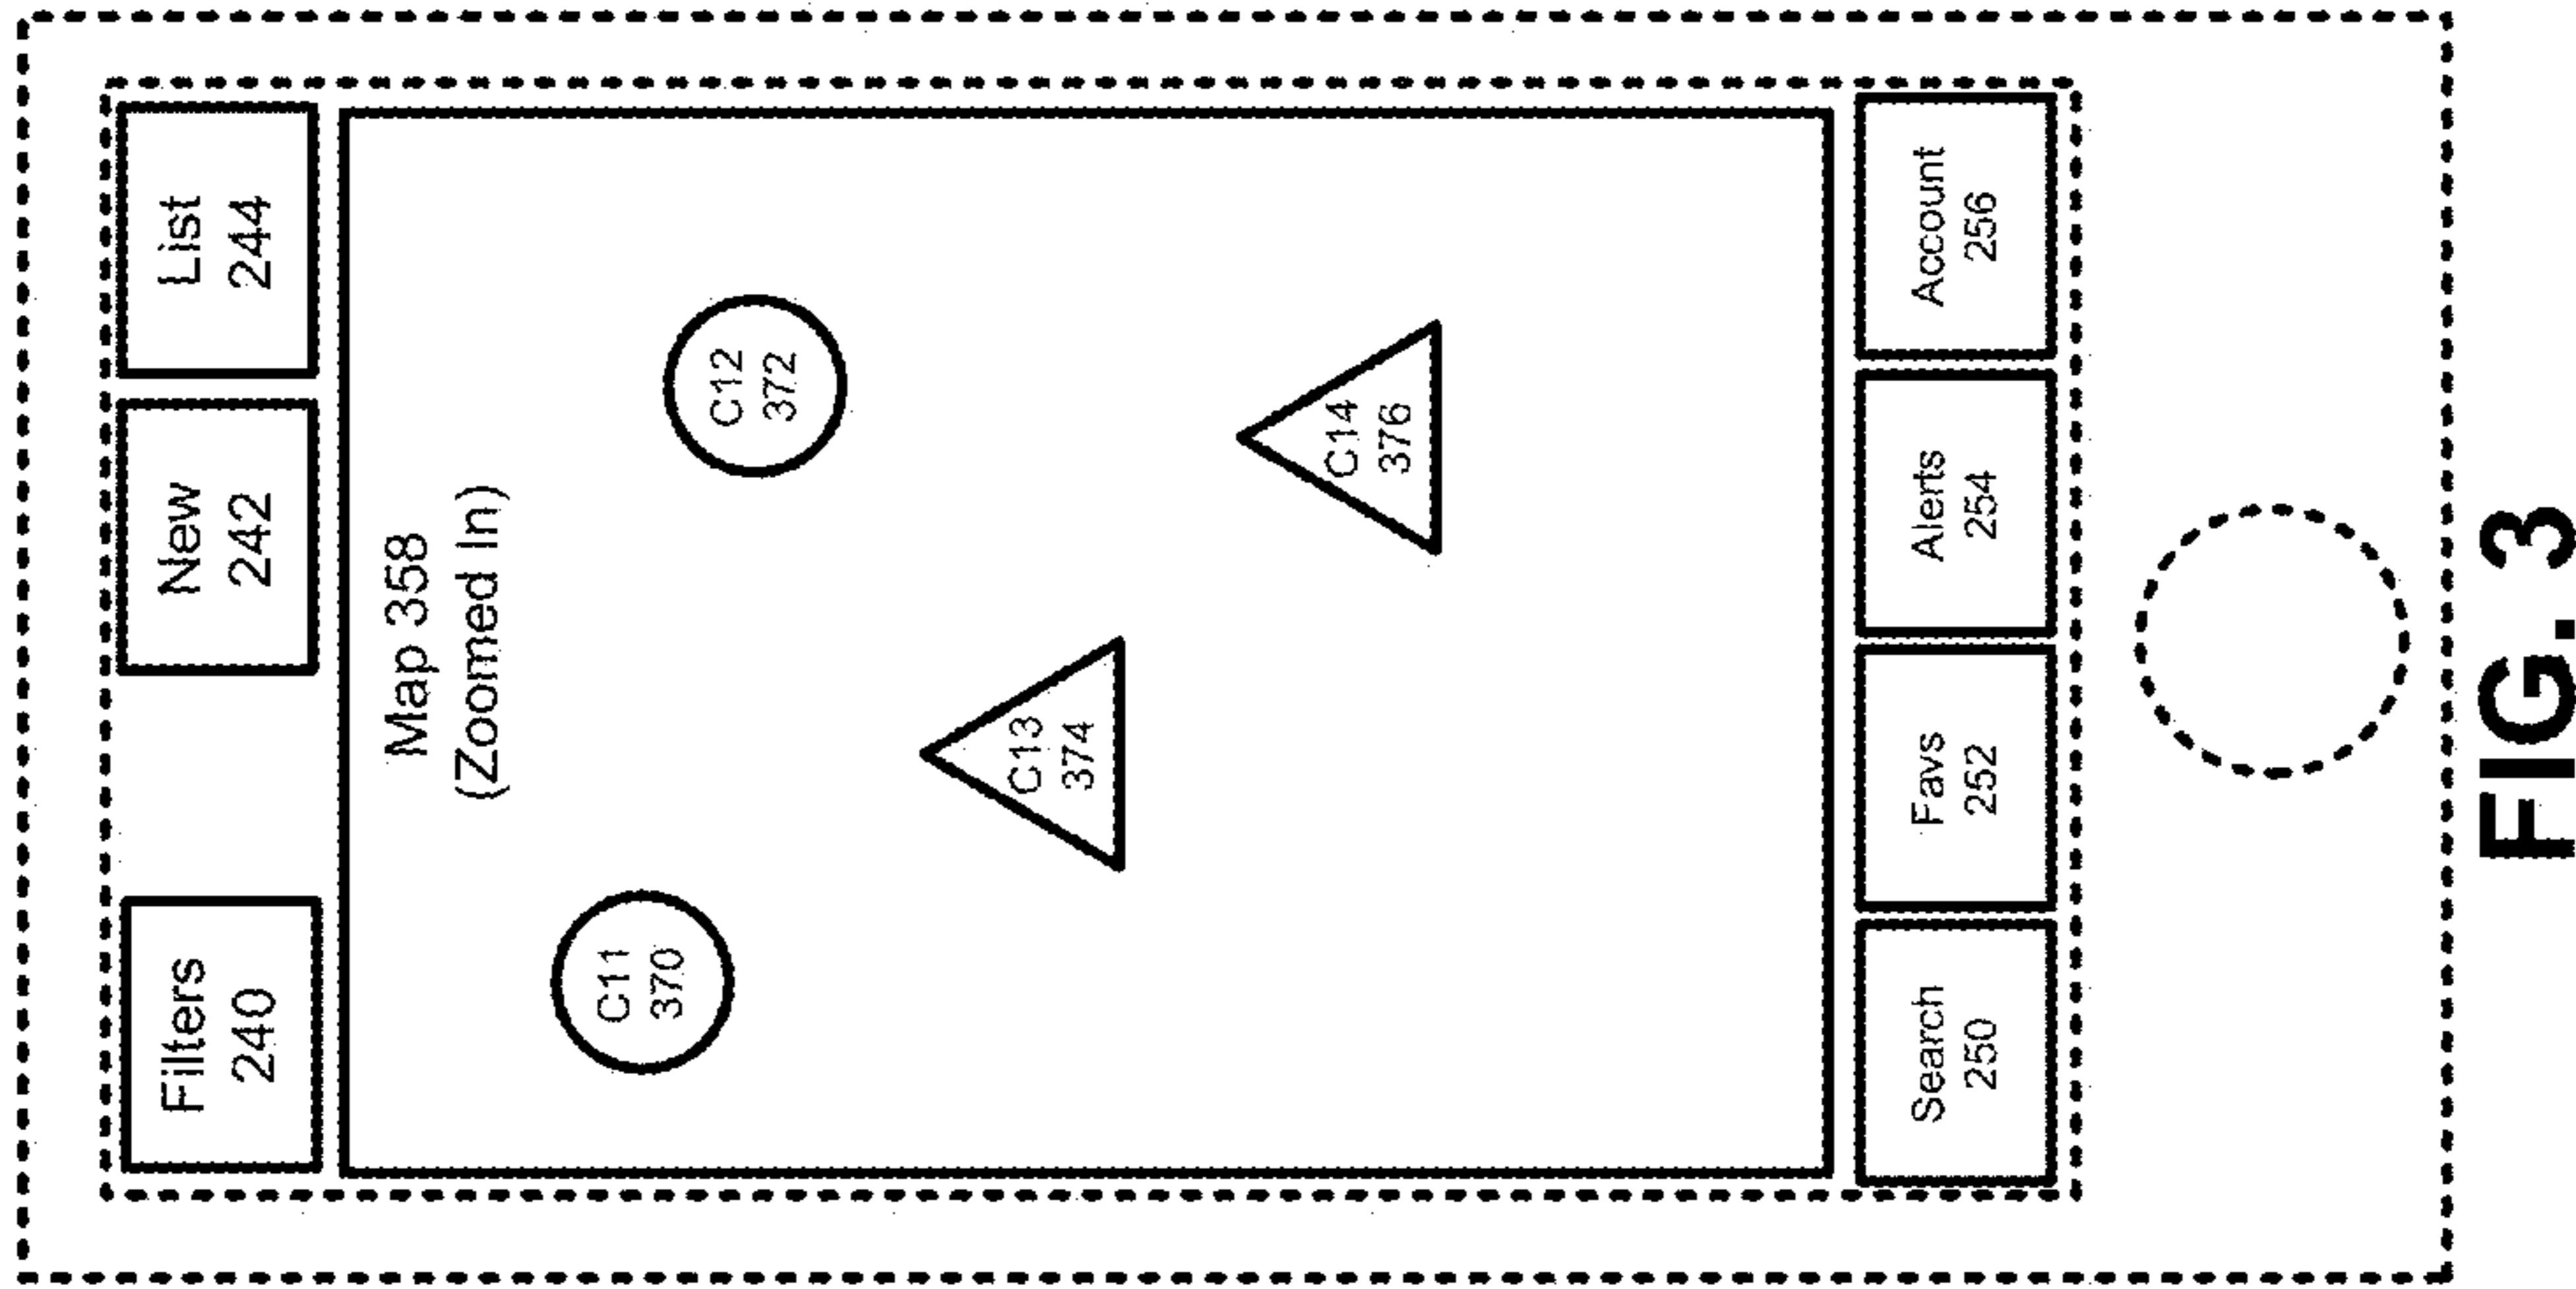 Filters
240
New
242
List
244
Map 358
(Zoomed In)
C11
370
C12
372
C13
374
C14
376
Search
250
Favs
252
Alerts
254
Account
256
FIG. 3